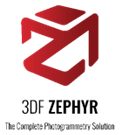 3DF ZEPHYR
The Complete Photogrammetry Solution